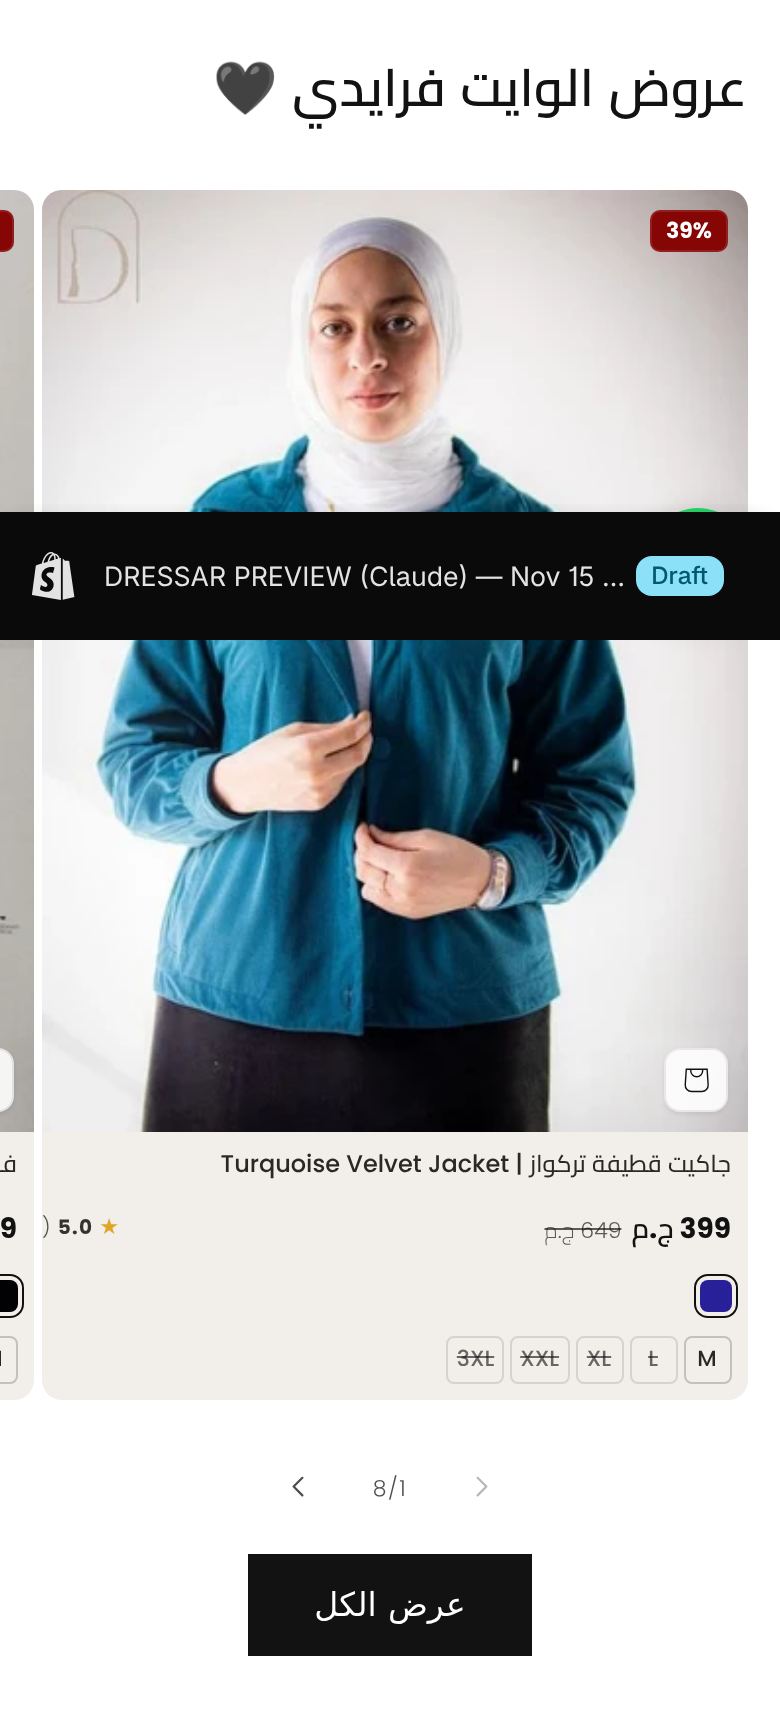 عروض الوايت فرايدي 🖤
39%
DRESSAR PREVIEW (Claude) — Nov 15 ... Draft
جاكيت قطيفة تركواز | Turquoise Velvet Jacket
399 ج.م 649 ج.م
★ 5.0 (
M L XL XXL 3XL
8/1
عرض الكل